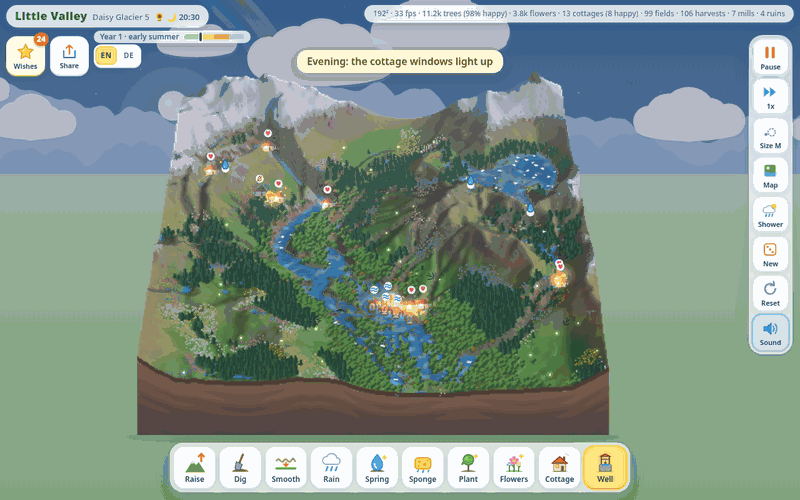 Little Valley Daisy Glacier 5 20:30
192² · 33 fps · 11.2k trees (98% happy) · 3.8k flowers · 13 cottages (8 happy) · 99 fields · 106 harvests · 7 mills · 4 ruins
24
Wishes
Share
Year 1 · early summer
EN DE
Evening: the cottage windows light up
Pause
1x
Size M
Map
Shower
New
Reset
Sound
Raise Dig Smooth Rain Spring Sponge Plant Flowers Cottage Well